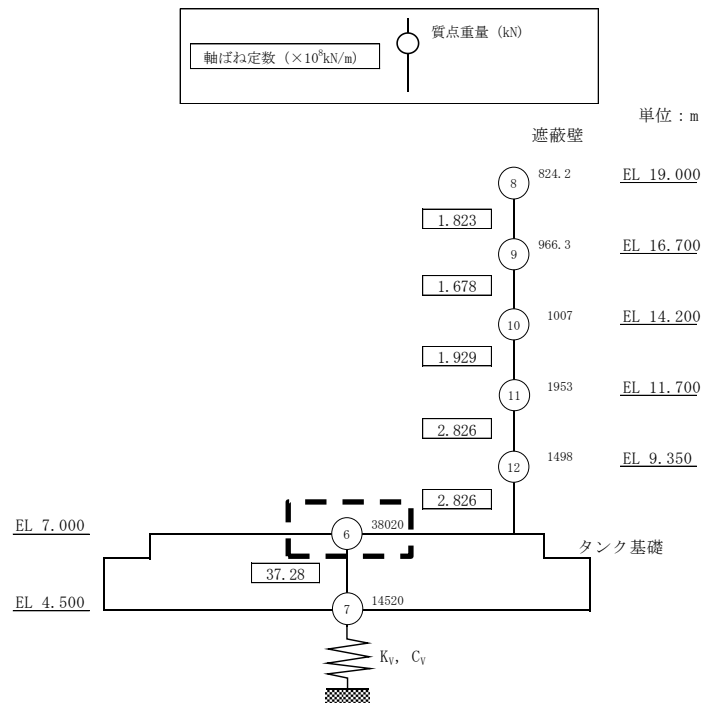 質点重量 (kN)
軸ばね定数 (×10⁸kN/m)
単位：m
遮蔽壁
8 824.2 EL 19.000
1.823
9 966.3 EL 16.700
1.678
10 1007 EL 14.200
1.929
11 1953 EL 11.700
2.826
12 1498 EL 9.350
2.826
EL 7.000 6 38020
タンク基礎
37.28
EL 4.500 7 14520
Kᵥ, Cᵥ